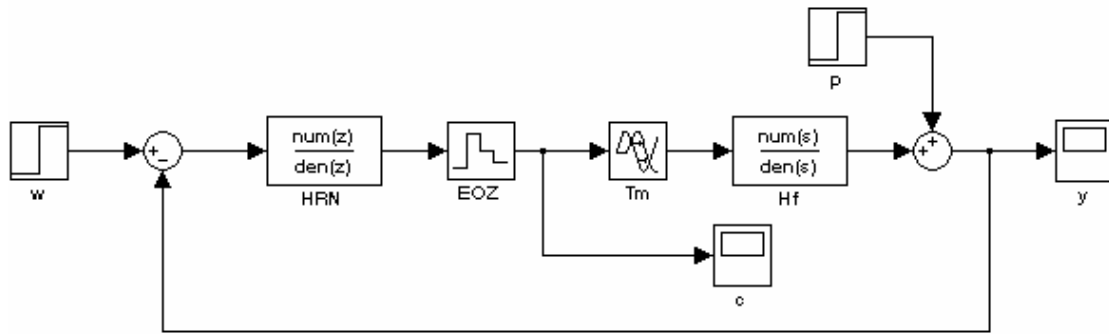 p
num(z)
den(z)
num(s)
den(s)
w
HRN
EOZ
Tm
Hf
y
c